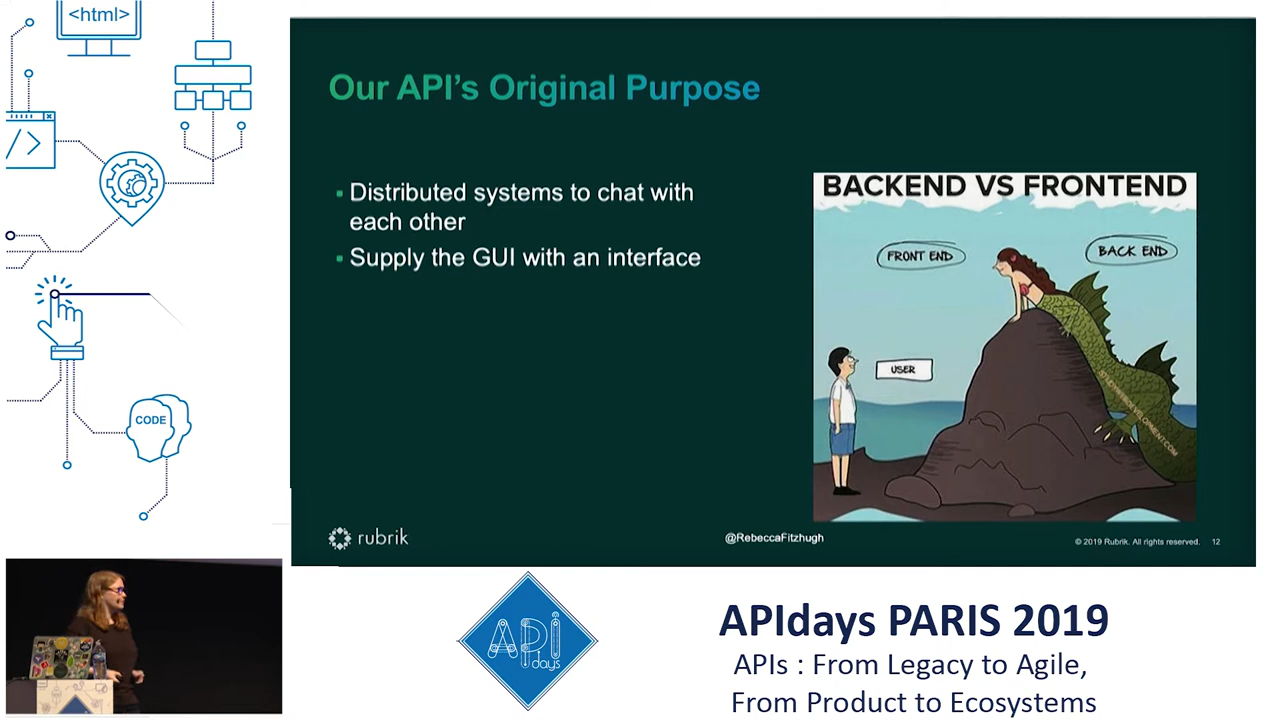 <html>
</>
CODE
Our API's Original Purpose
Distributed systems to chat with
each other
Supply the GUI with an interface
BACKEND VS FRONTEND
FRONT END
BACK END
USER
rubrik
@RebeccaFitzhugh
© 2019 Rubrik. All rights reserved. 12
API
days
APIdays PARIS 2019
APIs : From Legacy to Agile,
From Product to Ecosystems